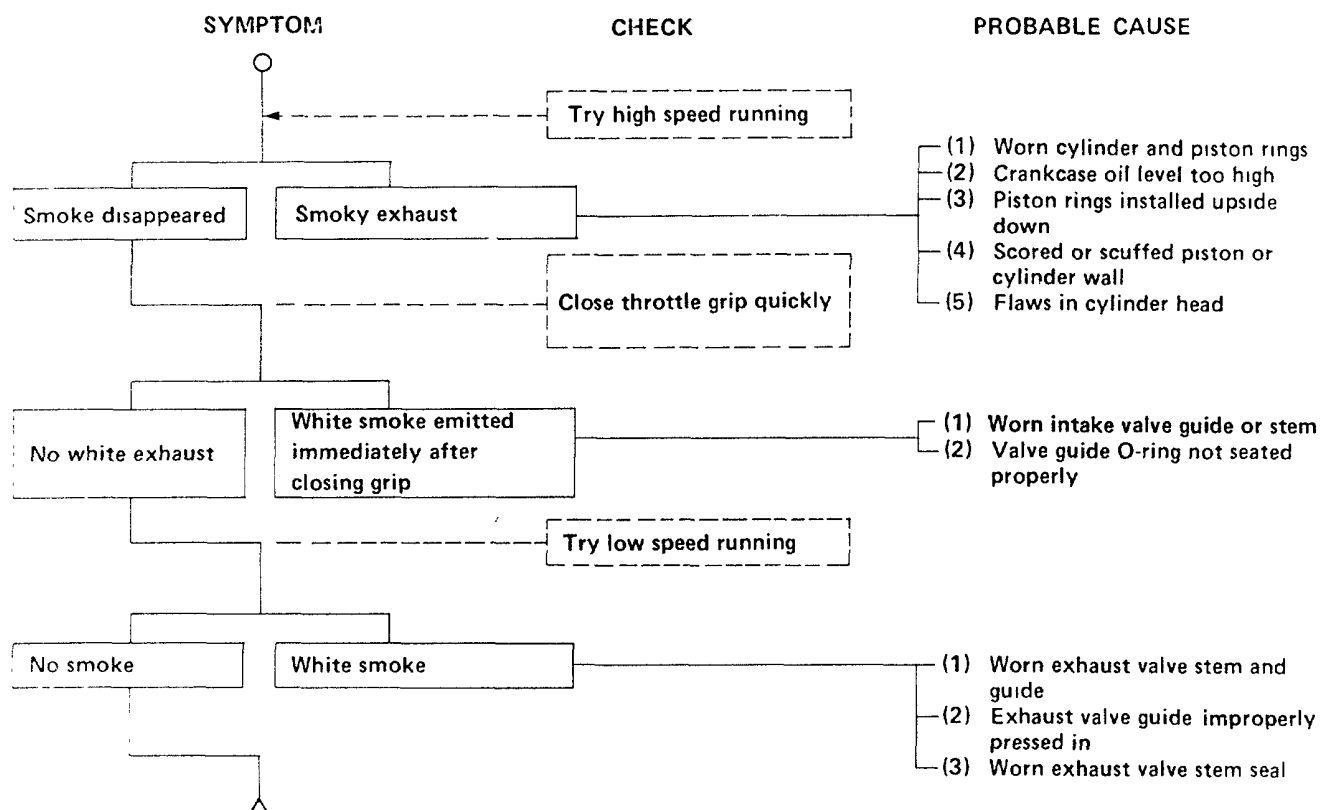 SYMPTOM CHECK PROBABLE CAUSE
Try high speed running
Smoke disappeared
Smoky exhaust
(1) Worn cylinder and piston rings
(2) Crankcase oil level too high
(3) Piston rings installed upside
down
(4) Scored or scuffed piston or
cylinder wall
(5) Flaws in cylinder head
Close throttle grip quickly
No white exhaust
White smoke emitted
immediately after
closing grip
(1) Worn intake valve guide or stem
(2) Valve guide O-ring not seated
properly
Try low speed running
No smoke
White smoke
(1) Worn exhaust valve stem and
guide
(2) Exhaust valve guide improperly
pressed in
(3) Worn exhaust valve stem seal